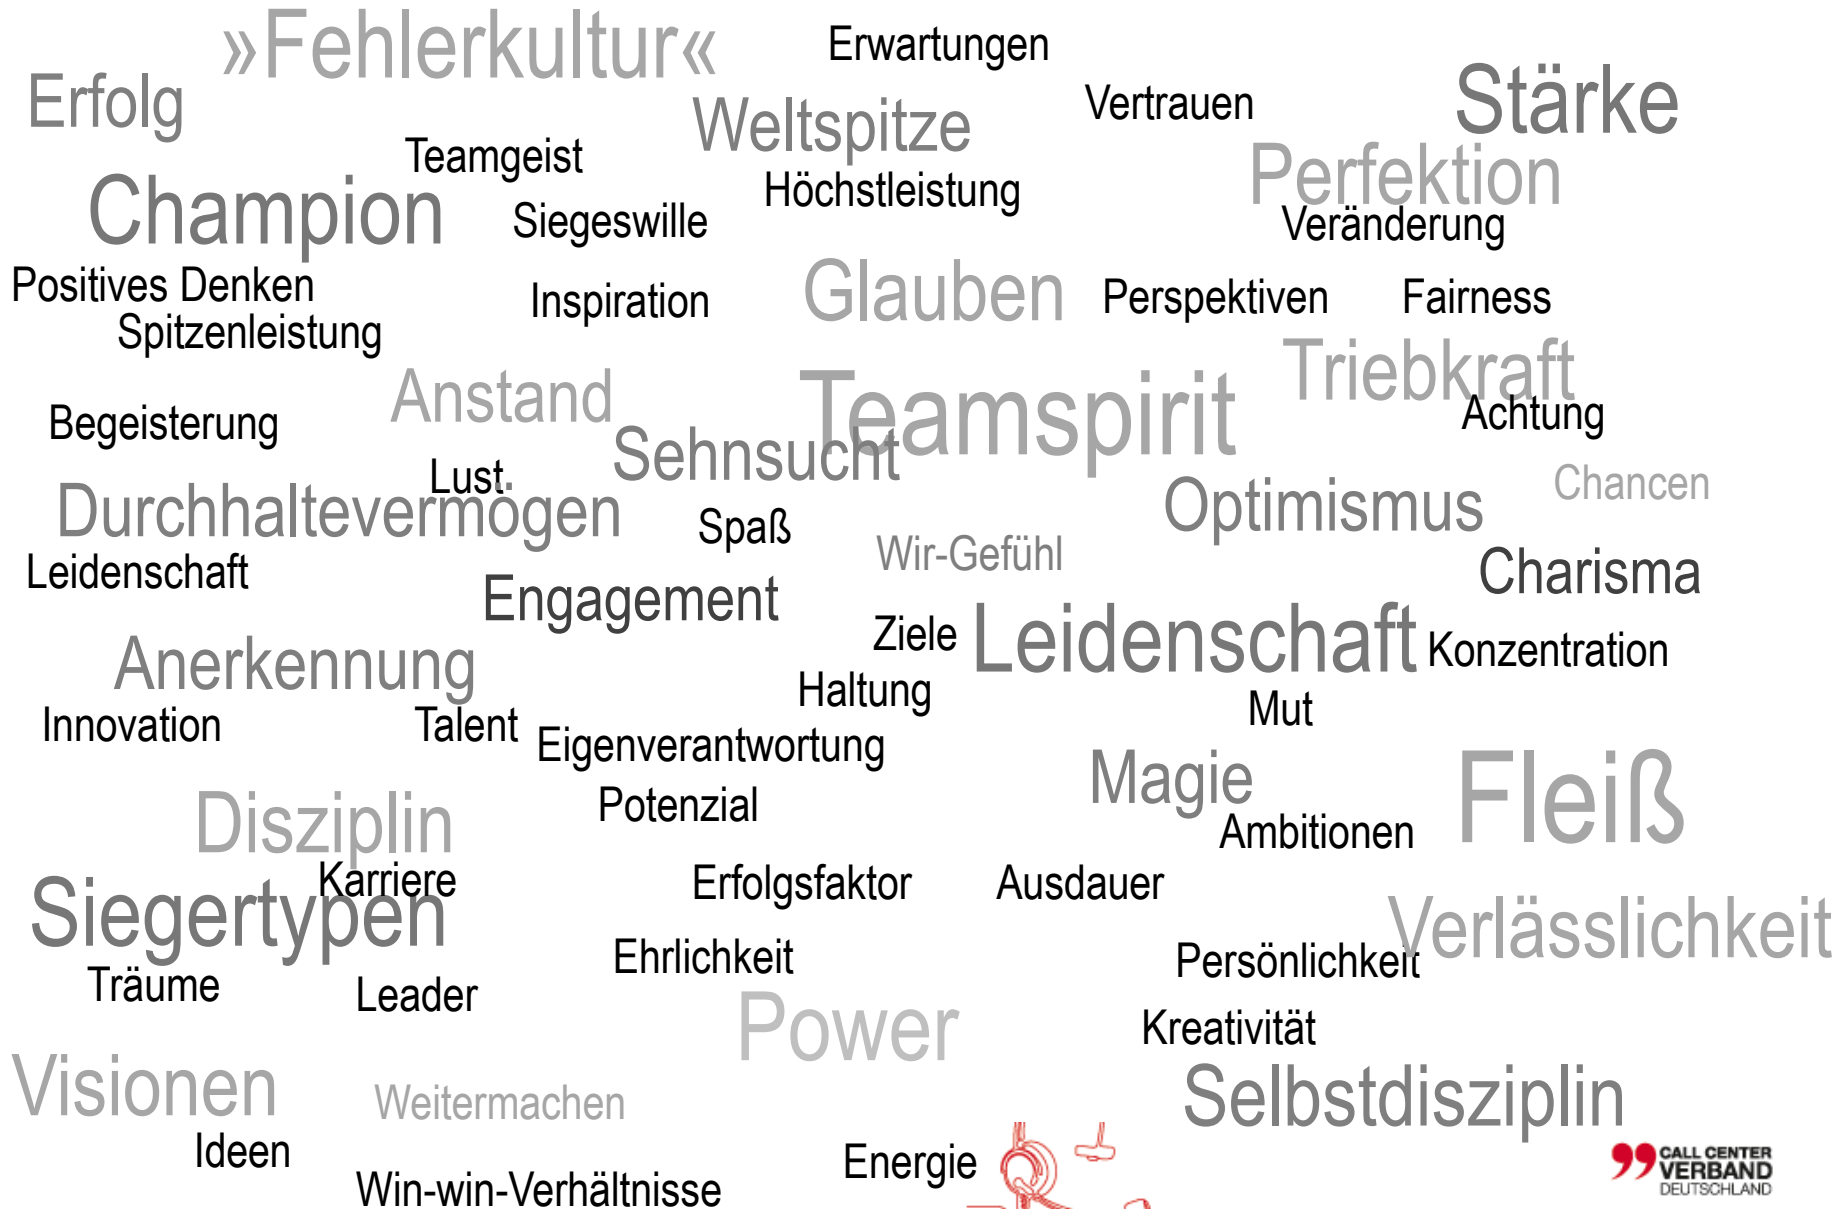 »Fehlerkultur«
Erwartungen
Erfolg
Weltspitze
Vertrauen
Stärke
Teamgeist
Höchstleistung
Perfektion
Champion
Siegeswille
Veränderung
Positives Denken
Inspiration
Glauben
Perspektiven
Fairness
Spitzenleistung
Triebkraft
Anstand
Teamspirit
Achtung
Begeisterung
Sehnsucht
Lust
Durchhaltevermögen
Spaß
Optimismus
Chancen
Wir-Gefühl
Leidenschaft
Engagement
Charisma
Ziele
Leidenschaft
Konzentration
Anerkennung
Haltung
Mut
Innovation
Talent
Eigenverantwortung
Magie
Fleiß
Disziplin
Potenzial
Ambitionen
Karriere
Erfolgsfaktor
Ausdauer
Siegertypen
Verlässlichkeit
Ehrlichkeit
Persönlichkeit
Träume
Leader
Power
Kreativität
Visionen
Weitermachen
Selbstdisziplin
Ideen
Energie
Win-win-Verhältnisse
CALL CENTER
VERBAND
DEUTSCHLAND